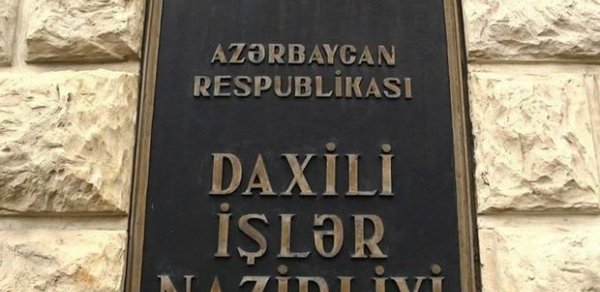 AZƏRBAYCAN
RESPUBLİKASI
DAXİLİ
İŞLƏR
NAZİRLİYİ